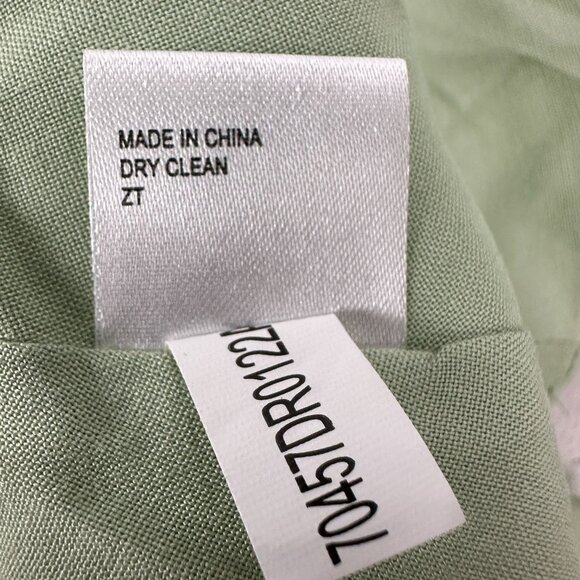 MADE IN CHINA
DRY CLEAN
ZT
70457DR0122